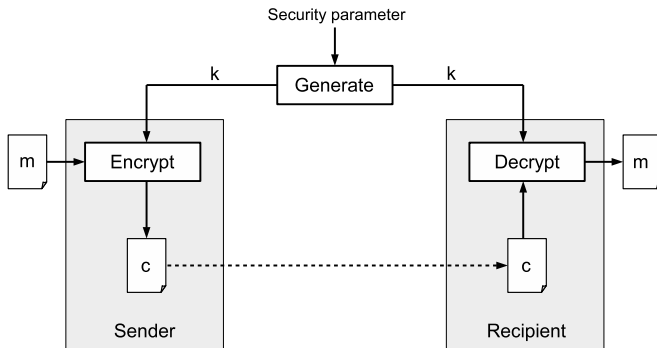 Security parameter
k
Generate
k
m
Encrypt
Decrypt
m
c
c
Sender
Recipient